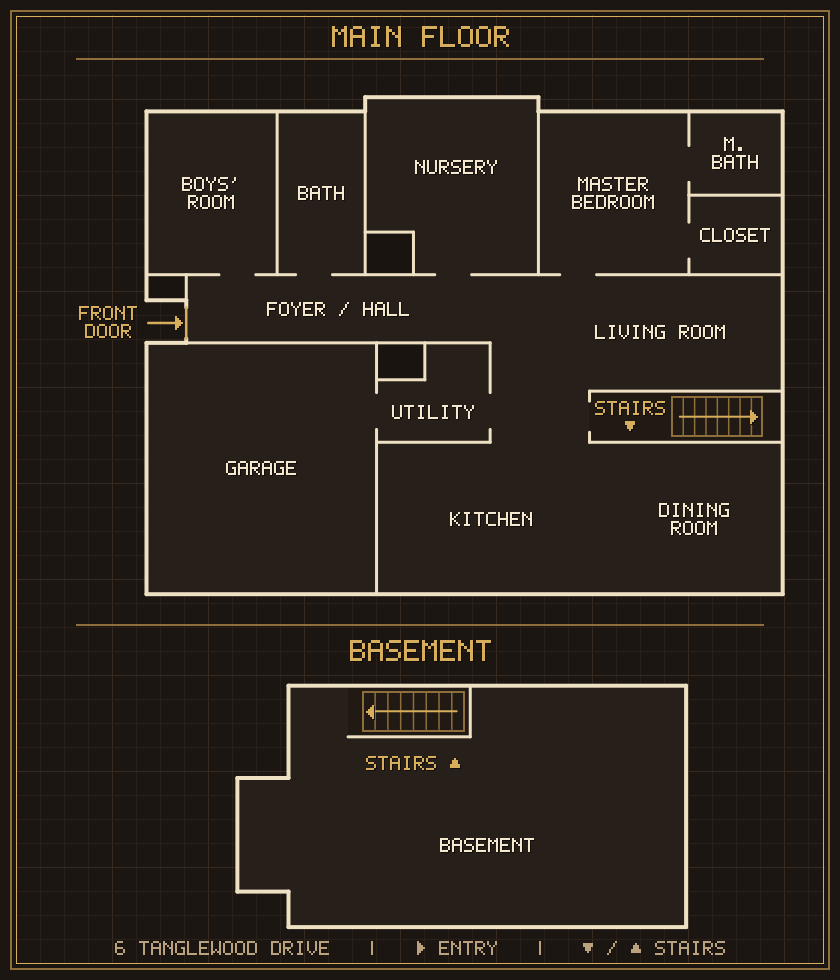 MAIN FLOOR
M.
BATH
NURSERY
BOYS'
ROOM
BATH
MASTER
BEDROOM
CLOSET
FRONT
DOOR
FOYER / HALL
LIVING ROOM
UTILITY
STAIRS
GARAGE
KITCHEN
DINING
ROOM
BASEMENT
STAIRS
BASEMENT
6 TANGLEWOOD DRIVE | ▶ ENTRY | ▼ / ▲ STAIRS